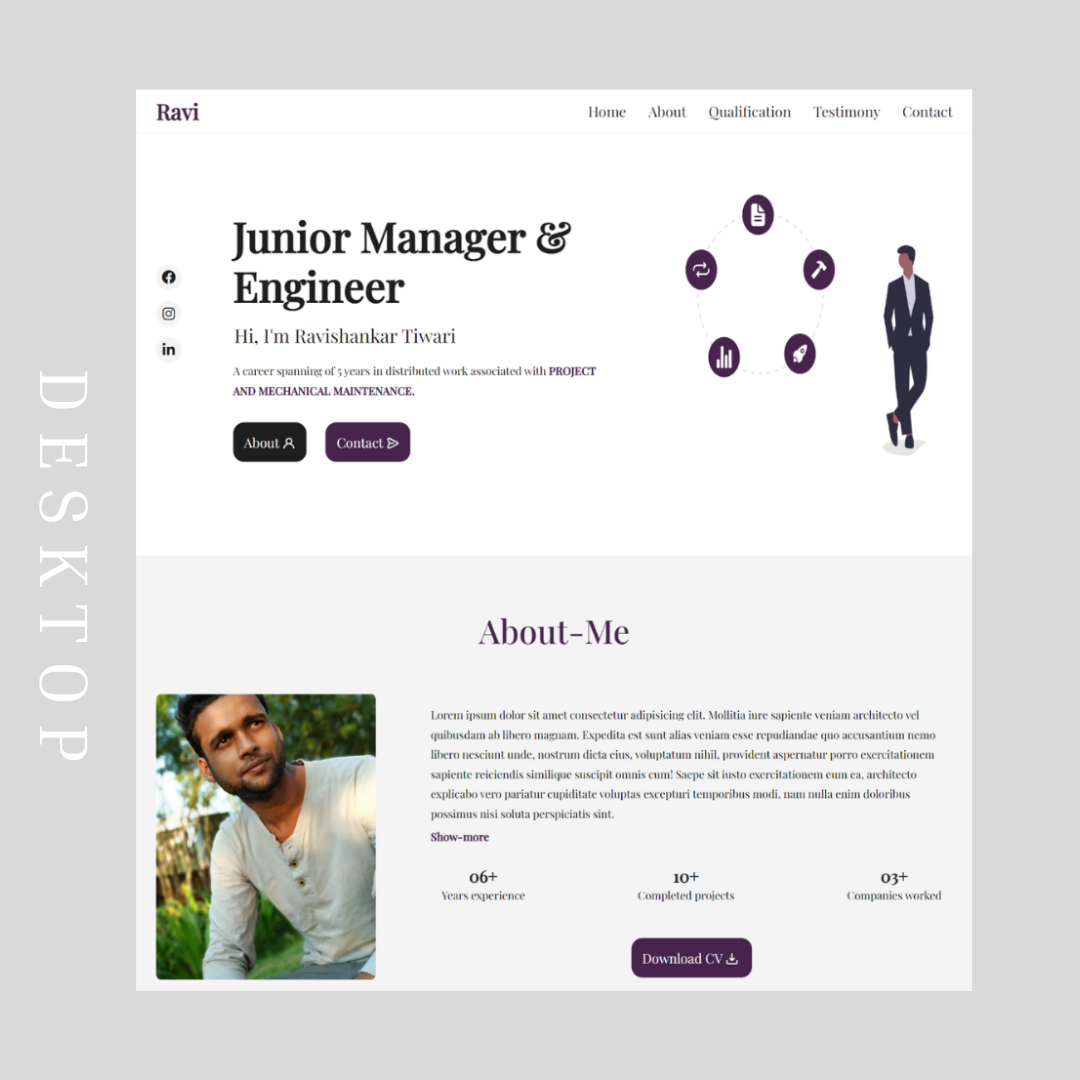 DESKTOP
Ravi
Home About Qualification Testimony Contact
Junior Manager &
Engineer
Hi, I'm Ravishankar Tiwari
A career spanning of 5 years in distributed work associated with PROJECT
AND MECHANICAL MAINTENANCE.
About
Contact
About-Me
Lorem ipsum dolor sit amet consectetur adipisicing elit. Mollitia iure sapiente veniam architecto vel
quibusdam ab libero magnam. Expedita est sunt alias veniam esse repudiandae quo accusantium nemo
libero nesciunt unde, nostrum dicta eius, voluptatum nihil, provident aspernatur porro exercitationem
sapiente reiciendis similique suscipit omnis cum! Saepe sit iusto exercitationem eum ea, architecto
explicabo vero pariatur cupiditate voluptas excepturi temporibus modi, nam nulla enim doloribus
possimus nisi soluta perspiciatis sint.
Show-more
06+
Years experience
10+
Completed projects
03+
Companies worked
Download CV